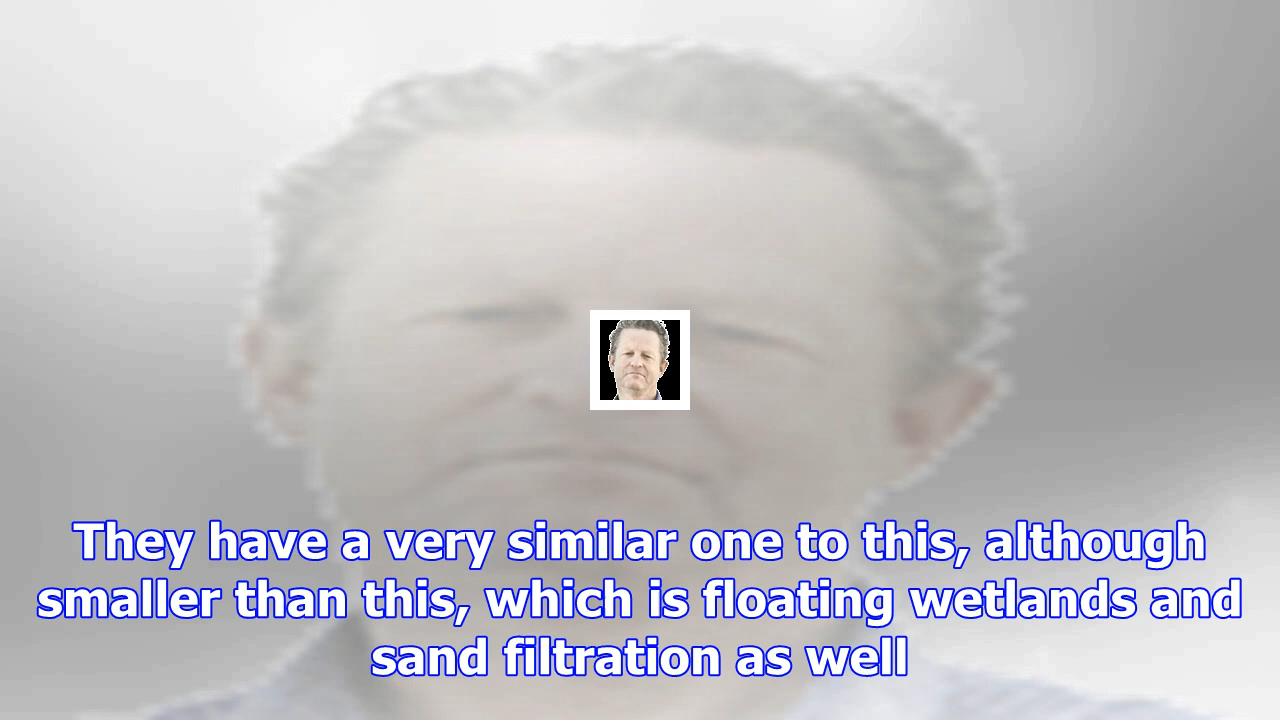 They have a very similar one to this, although
smaller than this, which is floating wetlands and
sand filtration as well